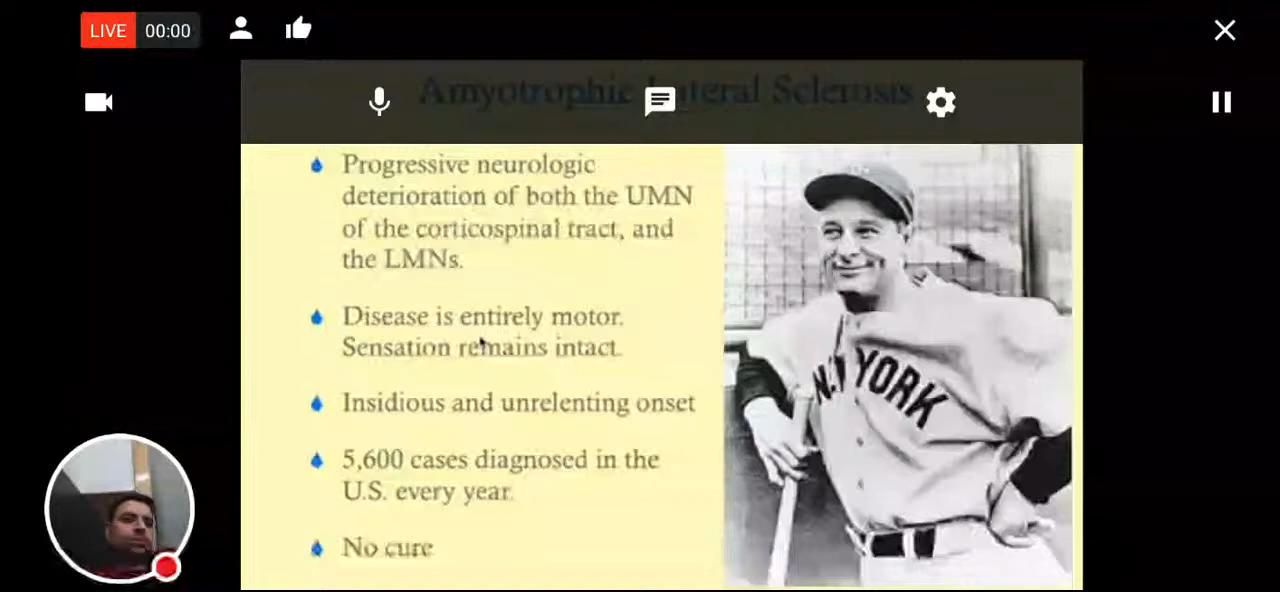 LIVE 00:00
Amyotrophic Lateral Sclerosis
Progressive neurologic
deterioration of both the UMN
of the corticospinal tract, and
the LMNs.
Disease is entirely motor.
Sensation remains intact.
Insidious and unrelenting onset
5,600 cases diagnosed in the
U.S. every year.
No cure
N.YORK